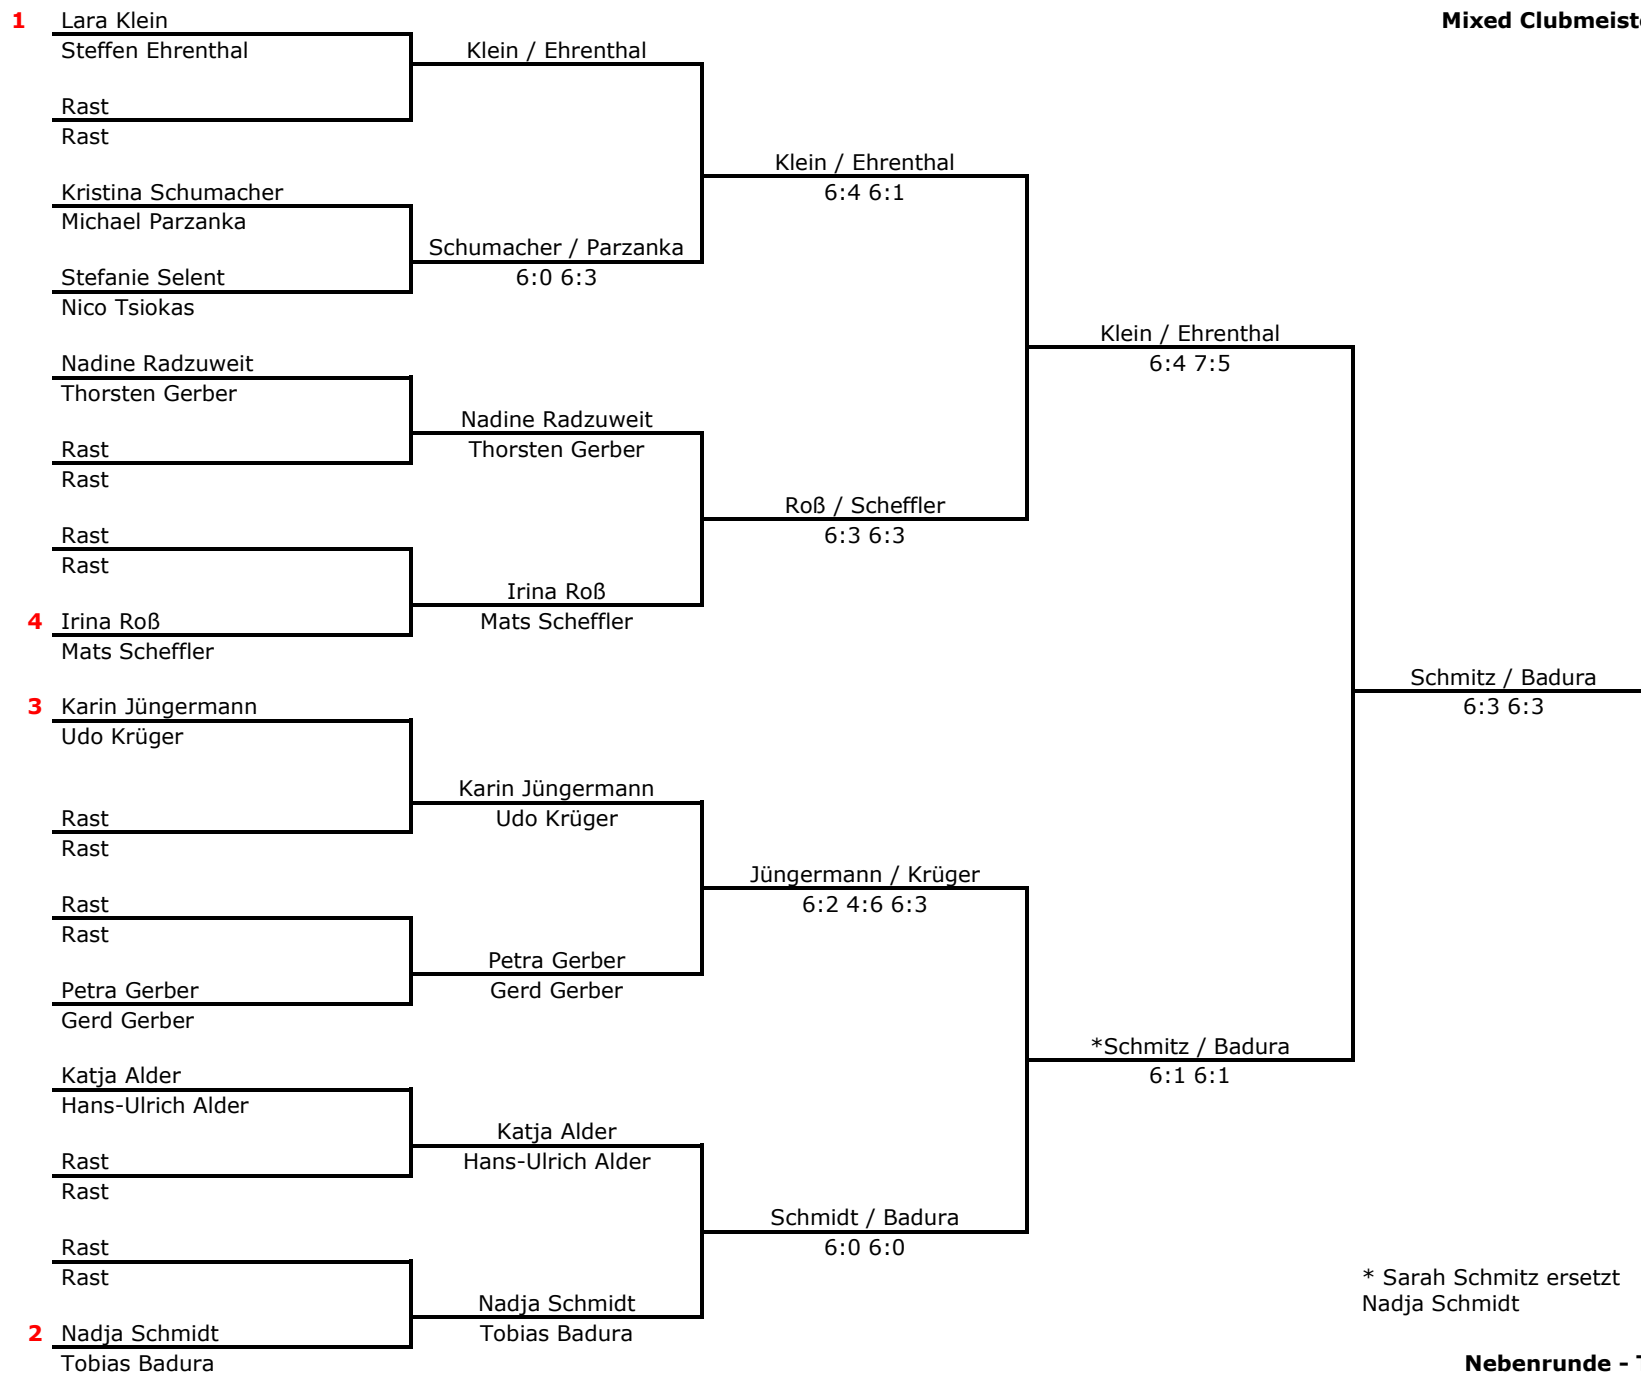 1 Lara Klein
Steffen Ehrenthal
Rast
Rast
Kristina Schumacher
Michael Parzanka
Stefanie Selent
Nico Tsiokas
Nadine Radzuweit
Thorsten Gerber
Rast
Rast
Rast
Rast
4 Irina Roß
Mats Scheffler
3 Karin Jüngermann
Udo Krüger
Rast
Rast
Rast
Rast
Petra Gerber
Gerd Gerber
Katja Alder
Hans-Ulrich Alder
Rast
Rast
Rast
Rast
2 Nadja Schmidt
Tobias Badura
Klein / Ehrenthal
Schumacher / Parzanka
6:0 6:3
Nadine Radzuweit
Thorsten Gerber
Irina Roß
Mats Scheffler
Karin Jüngermann
Udo Krüger
Petra Gerber
Gerd Gerber
Katja Alder
Hans-Ulrich Alder
Nadja Schmidt
Tobias Badura
Klein / Ehrenthal
6:4 6:1
Roß / Scheffler
6:3 6:3
Jüngermann / Krüger
6:2 4:6 6:3
Schmidt / Badura
6:0 6:0
Klein / Ehrenthal
6:4 7:5
*Schmitz / Badura
6:1 6:1
Mixed
Schmitz / Badura
6:3 6:3
* Sarah Schmitz ersetzt
Nadja Schmidt
Nebenrunde -